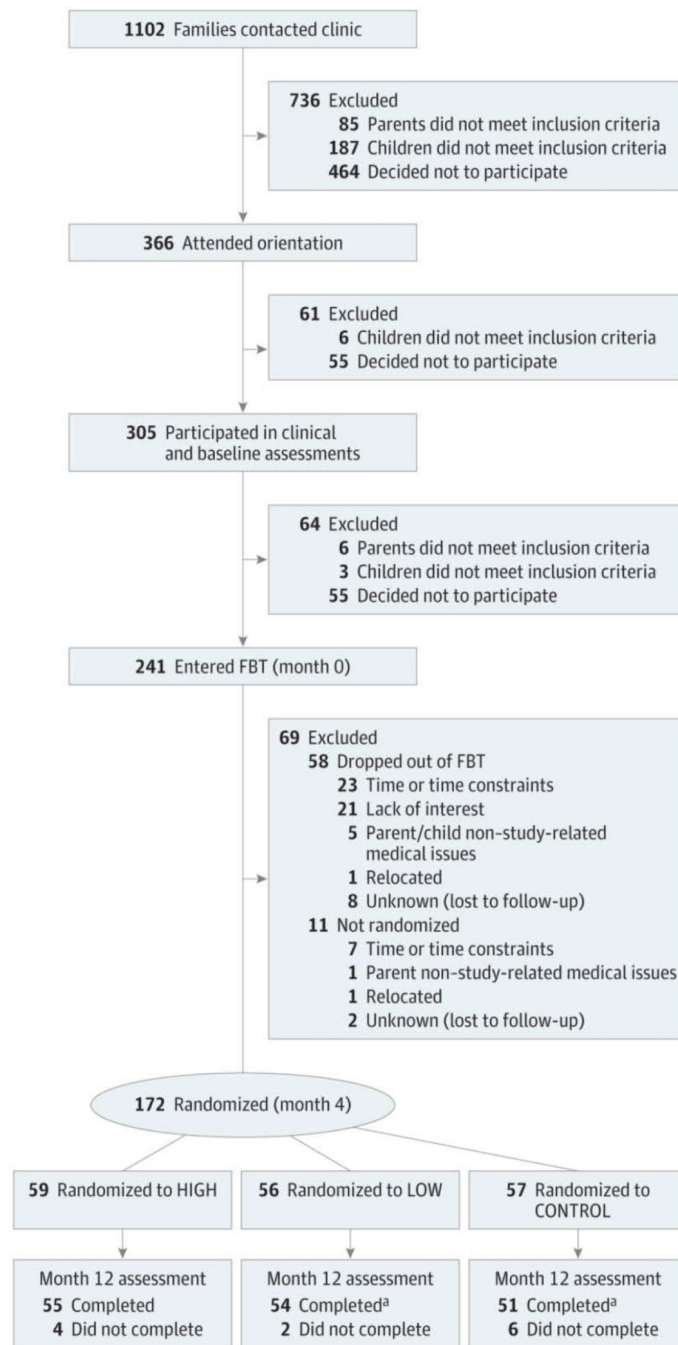 1102 Families contacted clinic
736 Excluded
85 Parents did not meet inclusion criteria
187 Children did not meet inclusion criteria
464 Decided not to participate
366 Attended orientation
61 Excluded
6 Children did not meet inclusion criteria
55 Decided not to participate
305 Participated in clinical
and baseline assessments
64 Excluded
6 Parents did not meet inclusion criteria
3 Children did not meet inclusion criteria
55 Decided not to participate
241 Entered FBT (month 0)
69 Excluded
58 Dropped out of FBT
23 Time or time constraints
21 Lack of interest
5 Parent/child non-study-related
medical issues
1 Relocated
8 Unknown (lost to follow-up)
11 Not randomized
7 Time or time constraints
1 Parent non-study-related medical issues
1 Relocated
2 Unknown (lost to follow-up)
172 Randomized (month 4)
59 Randomized to HIGH
56 Randomized to LOW
57 Randomized to
CONTROL
Month 12 assessment
55 Completed
4 Did not complete
Month 12 assessment
54 Completedᵃ
2 Did not complete
Month 12 assessment
51 Completedᵃ
6 Did not complete